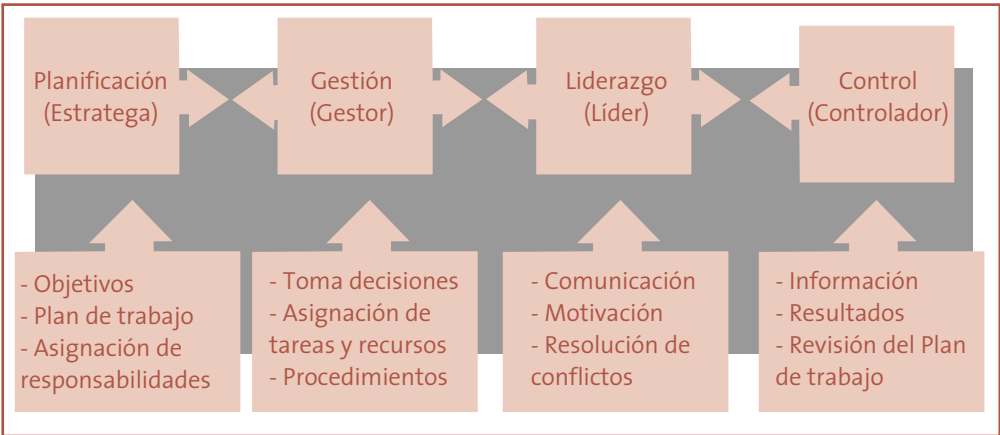 Planificación
(Estratega)
Gestión
(Gestor)
Liderazgo
(Líder)
Control
(Controlador)
- Objetivos
- Plan de trabajo
- Asignación de
responsabilidades
- Toma decisiones
- Asignación de
tareas y recursos
- Procedimientos
- Comunicación
- Motivación
- Resolución de
conflictos
- Información
- Resultados
- Revisión del Plan
de trabajo